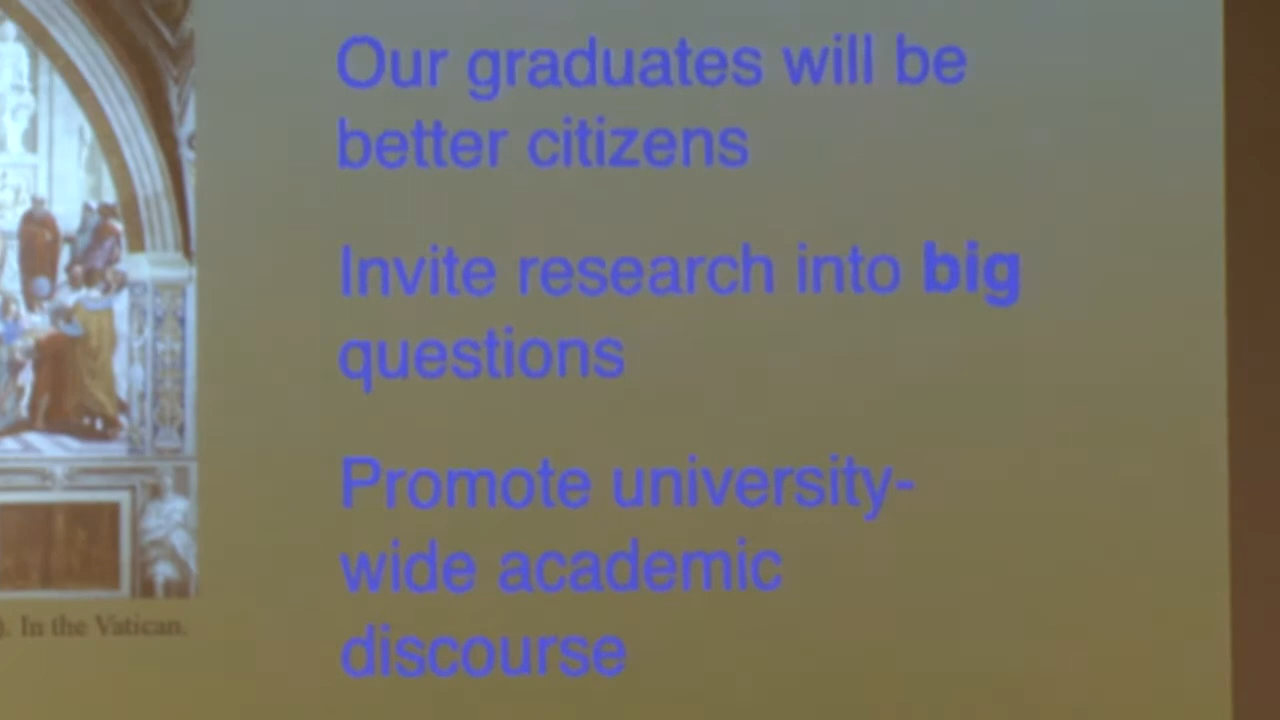 Our graduates will be
better citizens
Invite research into big
questions
Promote university-
wide academic
discourse
). In the Vatican.